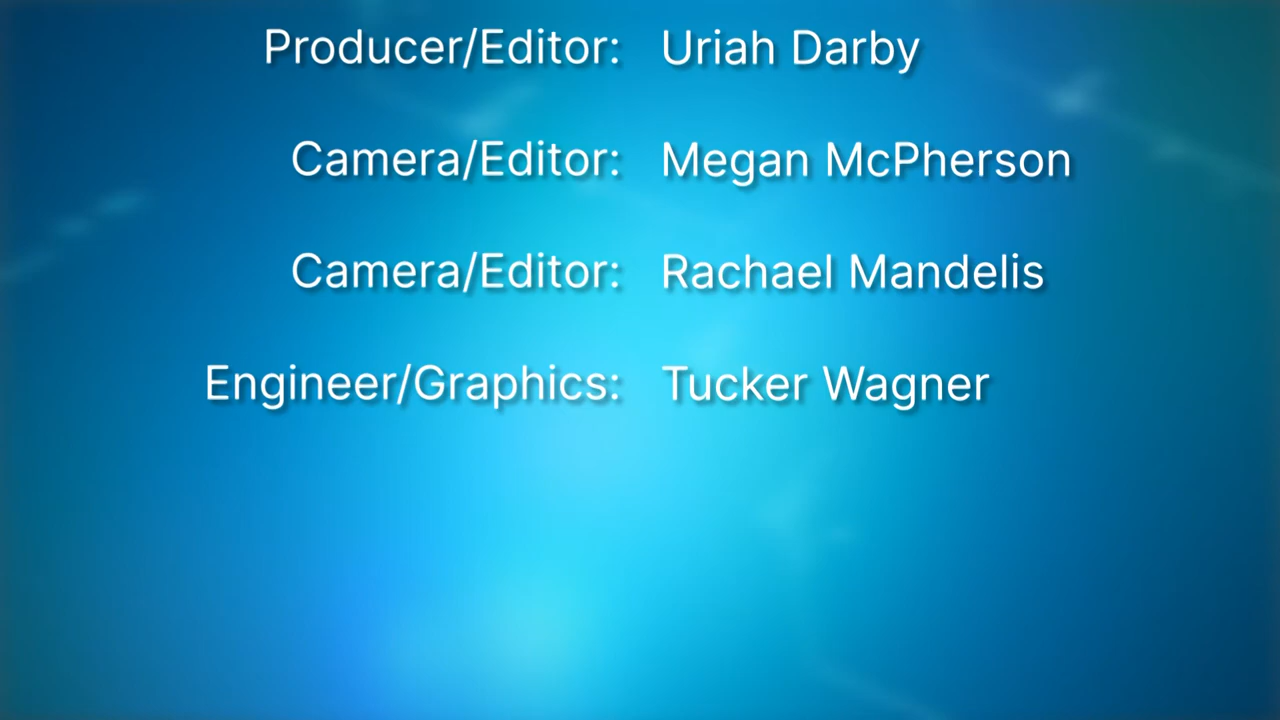 Producer/Editor: Uriah Darby
Camera/Editor: Megan McPherson
Camera/Editor: Rachael Mandelis
Engineer/Graphics: Tucker Wagner